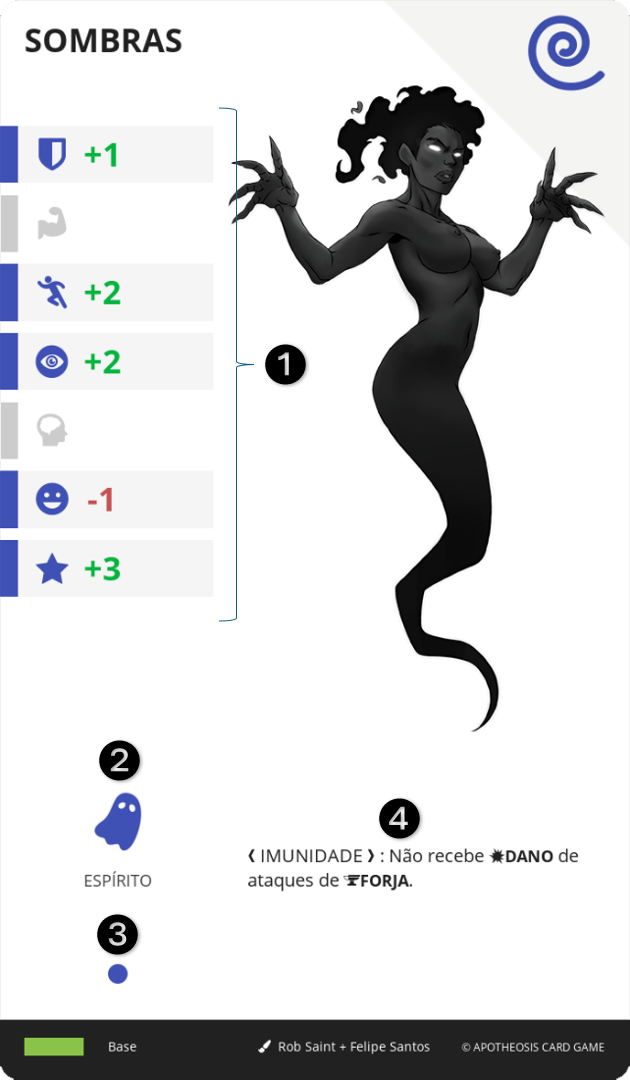 SOMBRAS
+1
+2
+2
-1
+3
1
2
ESPÍRITO
3
4
❰ IMUNIDADE ❱ : Não recebe DANO de
ataques de FORJA.
Base
Rob Saint + Felipe Santos
© APOTHEOSIS CARD GAME